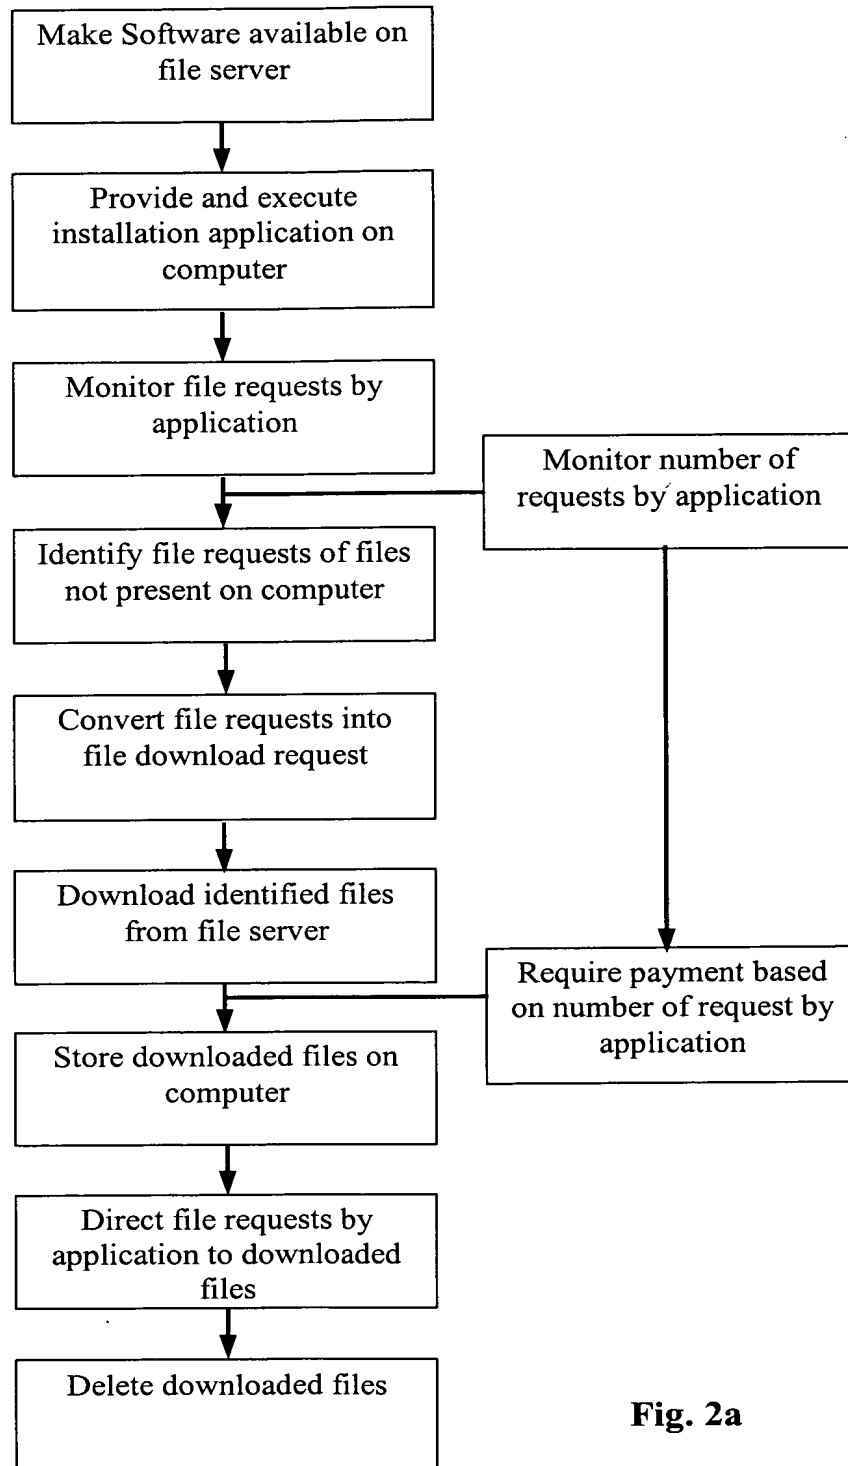 Make Software available on
file server
Provide and execute
installation application on
computer
Monitor file requests by
application
Monitor number of
requests by application
Identify file requests of files
not present on computer
Convert file requests into
file download request
Download identified files
from file server
Require payment based
on number of request by
application
Store downloaded files on
computer
Direct file requests by
application to downloaded
files
Delete downloaded files
Fig. 2a